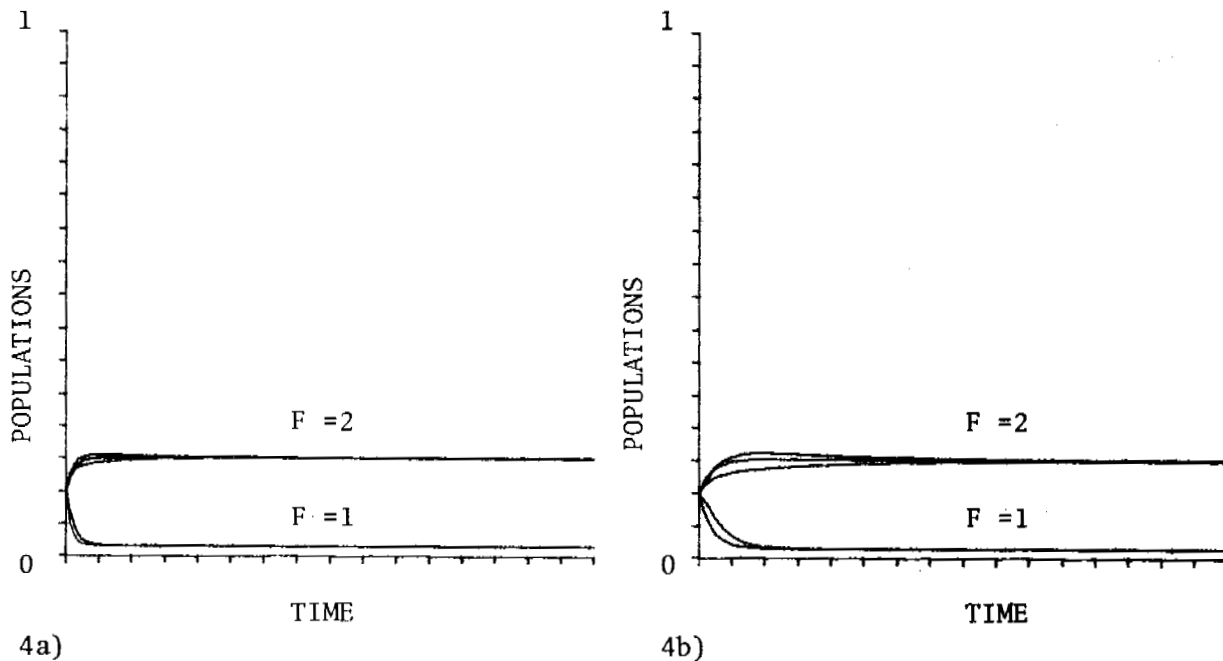 1
POPULATIONS
F =2
F =1
0
TIME
4a)
1
POPULATIONS
F =2
F =1
0
TIME
4b)